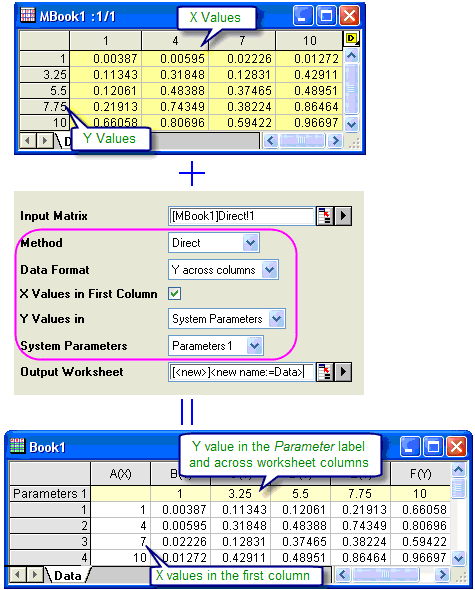 X Values
MBook1 :1/1
1 4 7 10
1 0.00387 0.00595 0.02226 0.01272
3.25 0.11343 0.31848 0.12831 0.42911
5.5 0.12061 0.48388 0.37465 0.48951
7.75 0.21913 0.74349 0.38224 0.86464
10 0.66058 0.80696 0.59422 0.96697
Y Values
+
Input Matrix [MBook1]Direct!1
Method Direct
Data Format Y across columns
X Values in First Column
Y Values in System Parameters
System Parameters Parameters 1
Output Worksheet [<new>]<new name:=Data>
Book1
Y value in the Parameter label
and across worksheet columns
A(X) F(Y)
Parameters 1 1 3.25 5.5 7.75 10
1 1 0.00387 0.11343 0.12061 0.21913 0.66058
2 4 0.00595 0.31848 0.48388 0.74349 0.80696
3 7 0.02226 0.12831 0.37465 0.38224 0.59422
4 10 0.01272 0.42911 0.48951 0.86464 0.96697
Data
X values in the first column